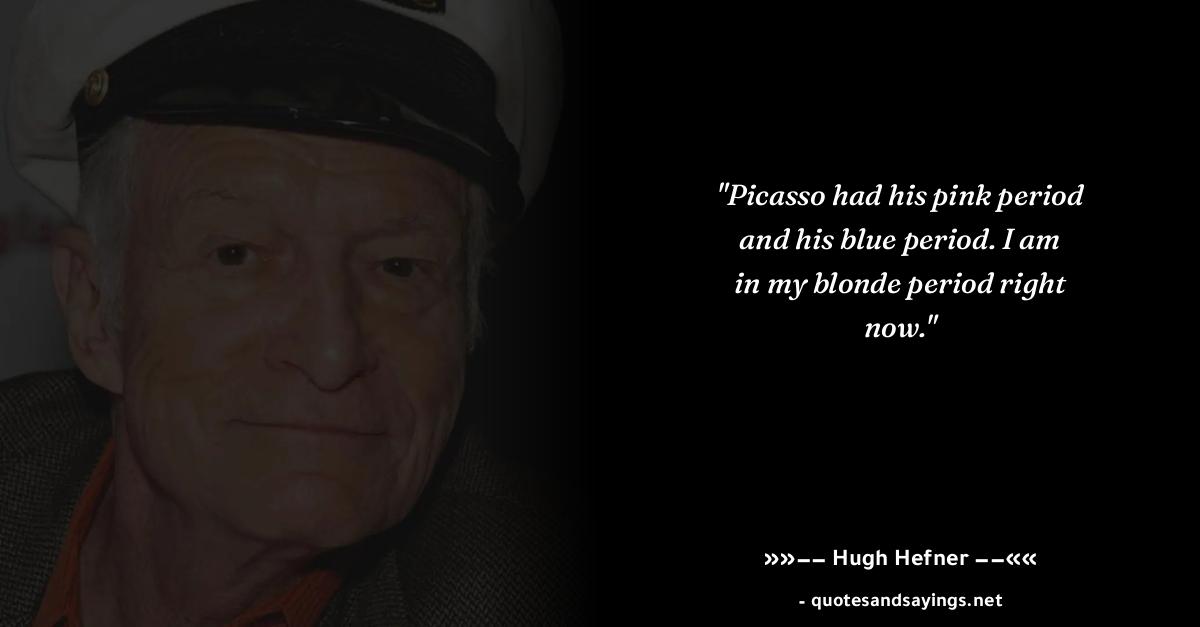 "Picasso had his pink period
and his blue period. I am
in my blonde period right
now."
»»−− Hugh Hefner −−««
- quotesandsayings.net